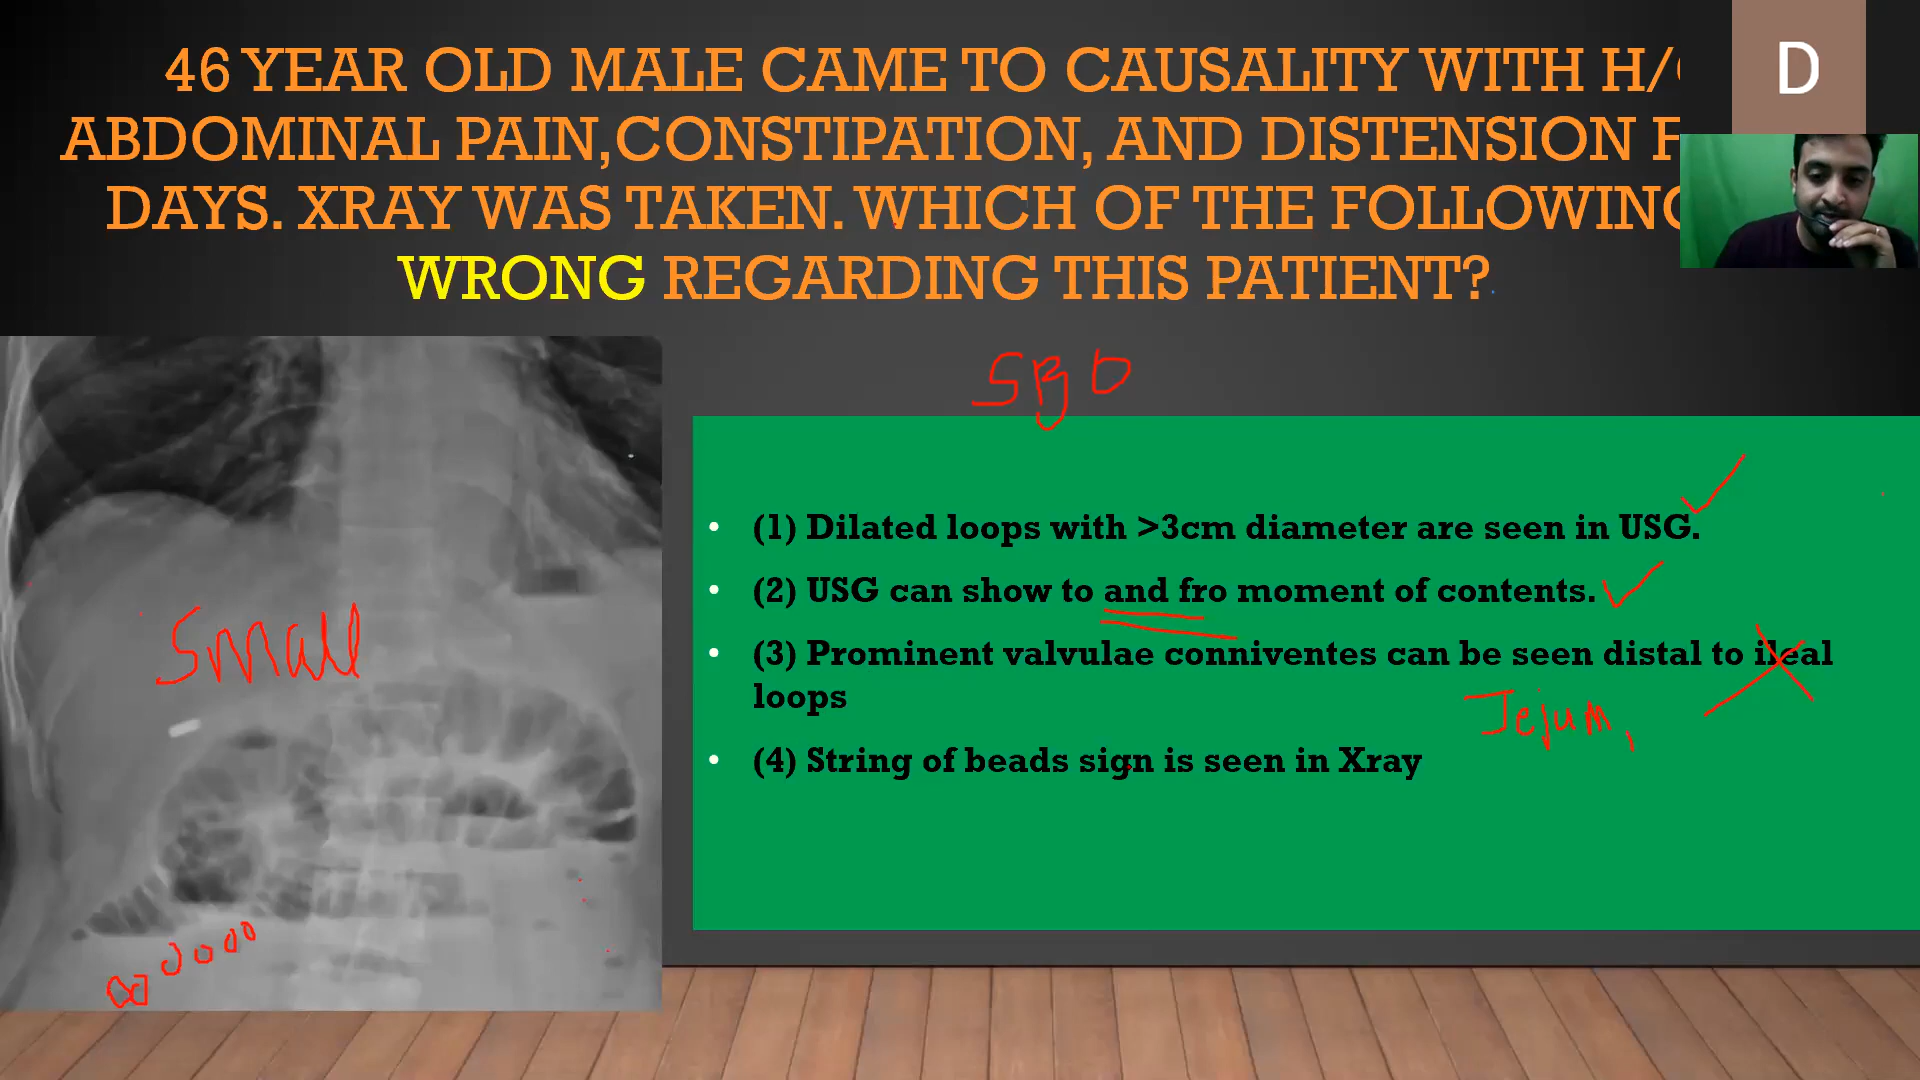 46 YEAR OLD MALE CAME TO CAUSALITY WITH H/
D
ABDOMINAL PAIN,CONSTIPATION, AND DISTENSION
DAYS. XRAY WAS TAKEN. WHICH OF THE FOLLOWING
WRONG REGARDING THIS PATIENT?
SBO
• (1) Dilated loops with >3cm diameter are seen in USG.
• (2) USG can show to and fro moment of contents.
• (3) Prominent valvulae conniventes can be seen distal to ileal
loops
Jejum,
• (4) String of beads sign is seen in Xray
Small